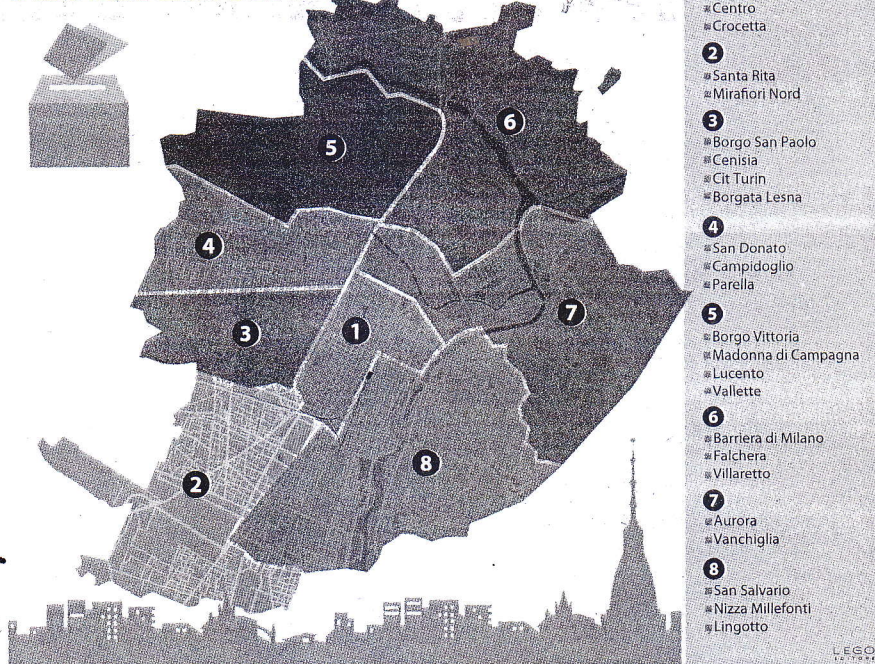 5
6
4
3
1
7
2
8
Centro
Crocetta
2
Santa Rita
Mirafiori Nord
3
Borgo San Paolo
Cenisia
Cit Turin
Borgata Lesna
4
San Donato
Campidoglio
Parella
5
Borgo Vittoria
Madonna di Campagna
Lucento
Vallette
6
Barriera di Milano
Falchera
Villaretto
7
Aurora
Vanchiglia
8
San Salvario
Nizza Millefonti
Lingotto
LEGO
EDITORE